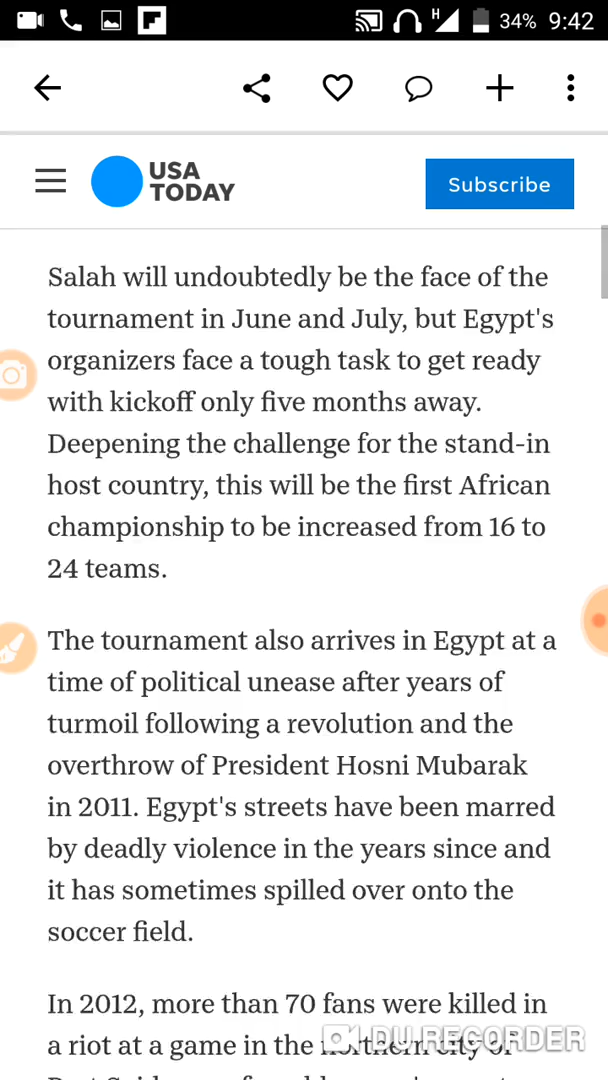 H 34% 9:42
USA
TODAY
Subscribe
Salah will undoubtedly be the face of the
tournament in June and July, but Egypt's
organizers face a tough task to get ready
with kickoff only five months away.
Deepening the challenge for the stand-in
host country, this will be the first African
championship to be increased from 16 to
24 teams.
The tournament also arrives in Egypt at a
time of political unease after years of
turmoil following a revolution and the
overthrow of President Hosni Mubarak
in 2011. Egypt's streets have been marred
by deadly violence in the years since and
it has sometimes spilled over onto the
soccer field.
In 2012, more than 70 fans were killed in
a riot at a game in the northern city of
DU RECORDER